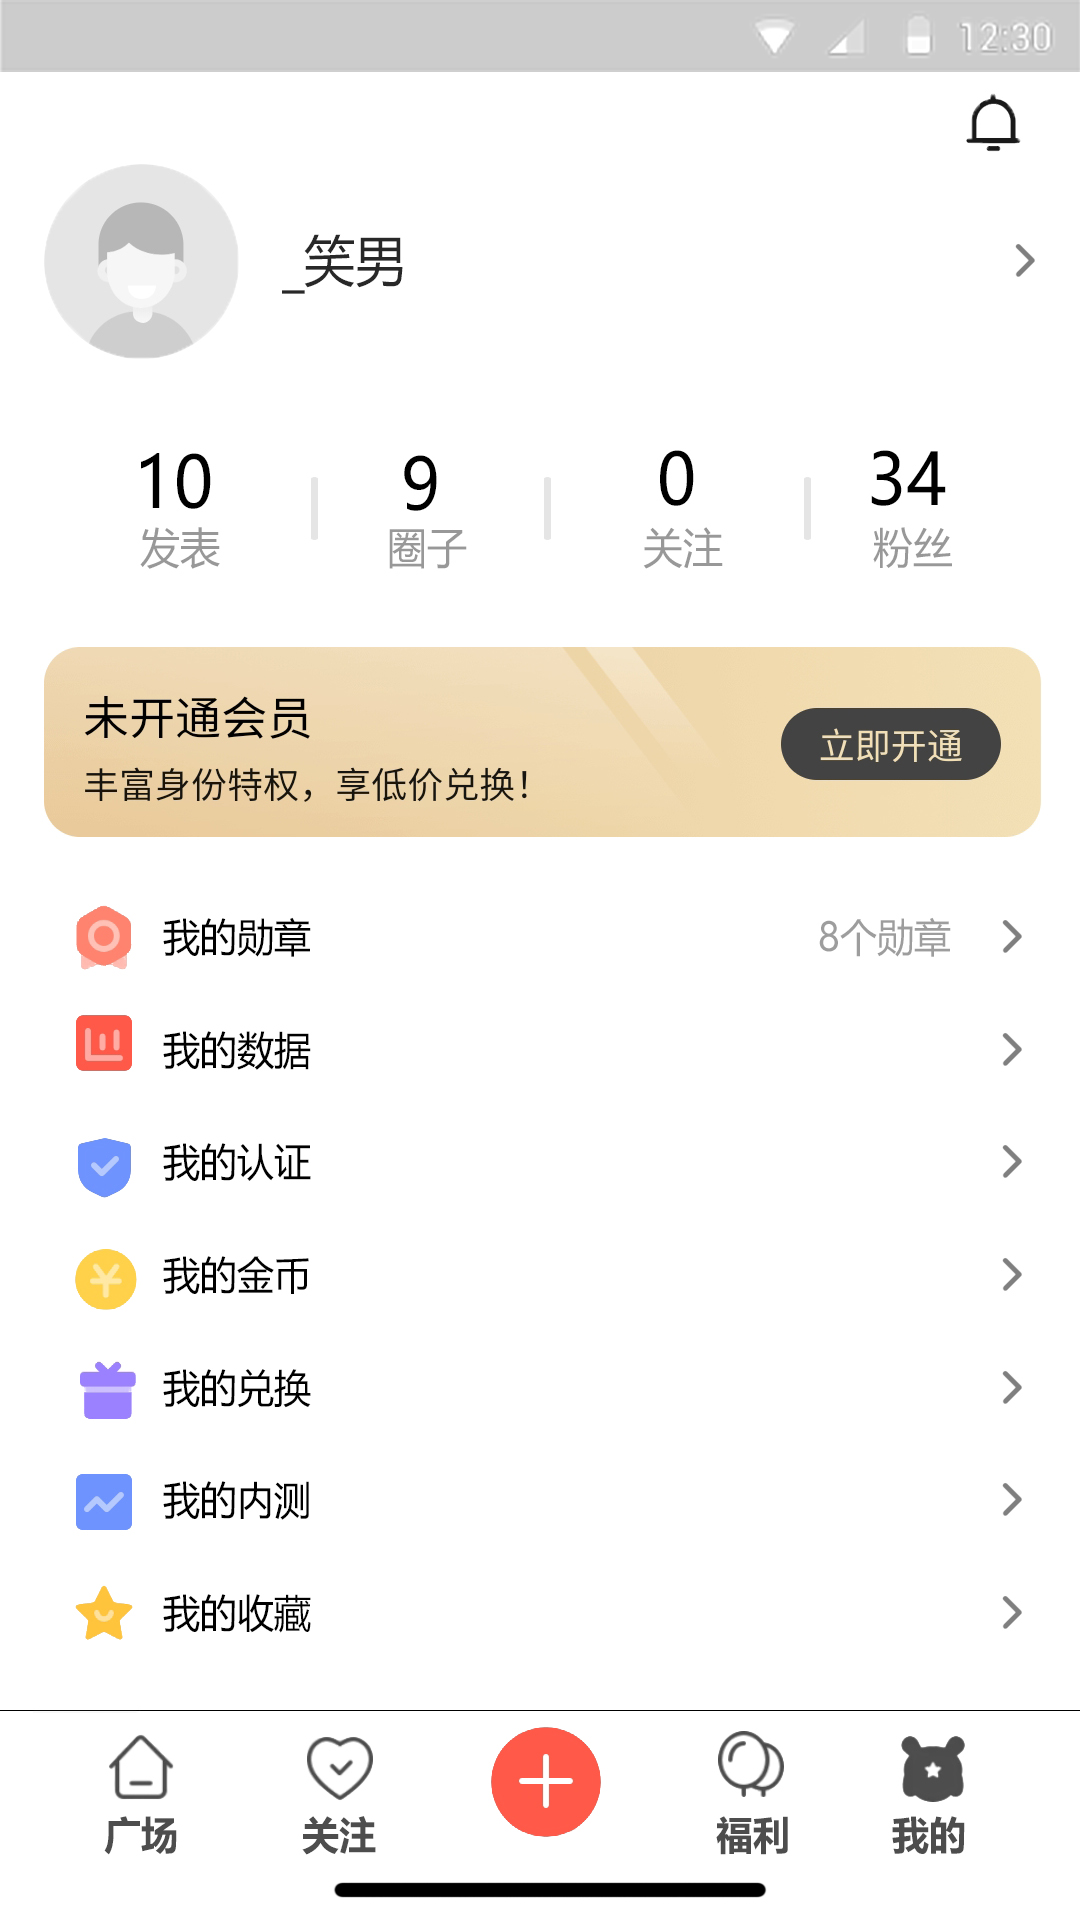 12:30
_笑男
10
9
0
34
发表
圈子
关注
粉丝
未开通会员
丰富身份特权，享低价兑换！
立即开通
我的勋章
8个勋章
我的数据
我的认证
我的金币
我的兑换
我的内测
我的收藏
广场
关注
福利
我的